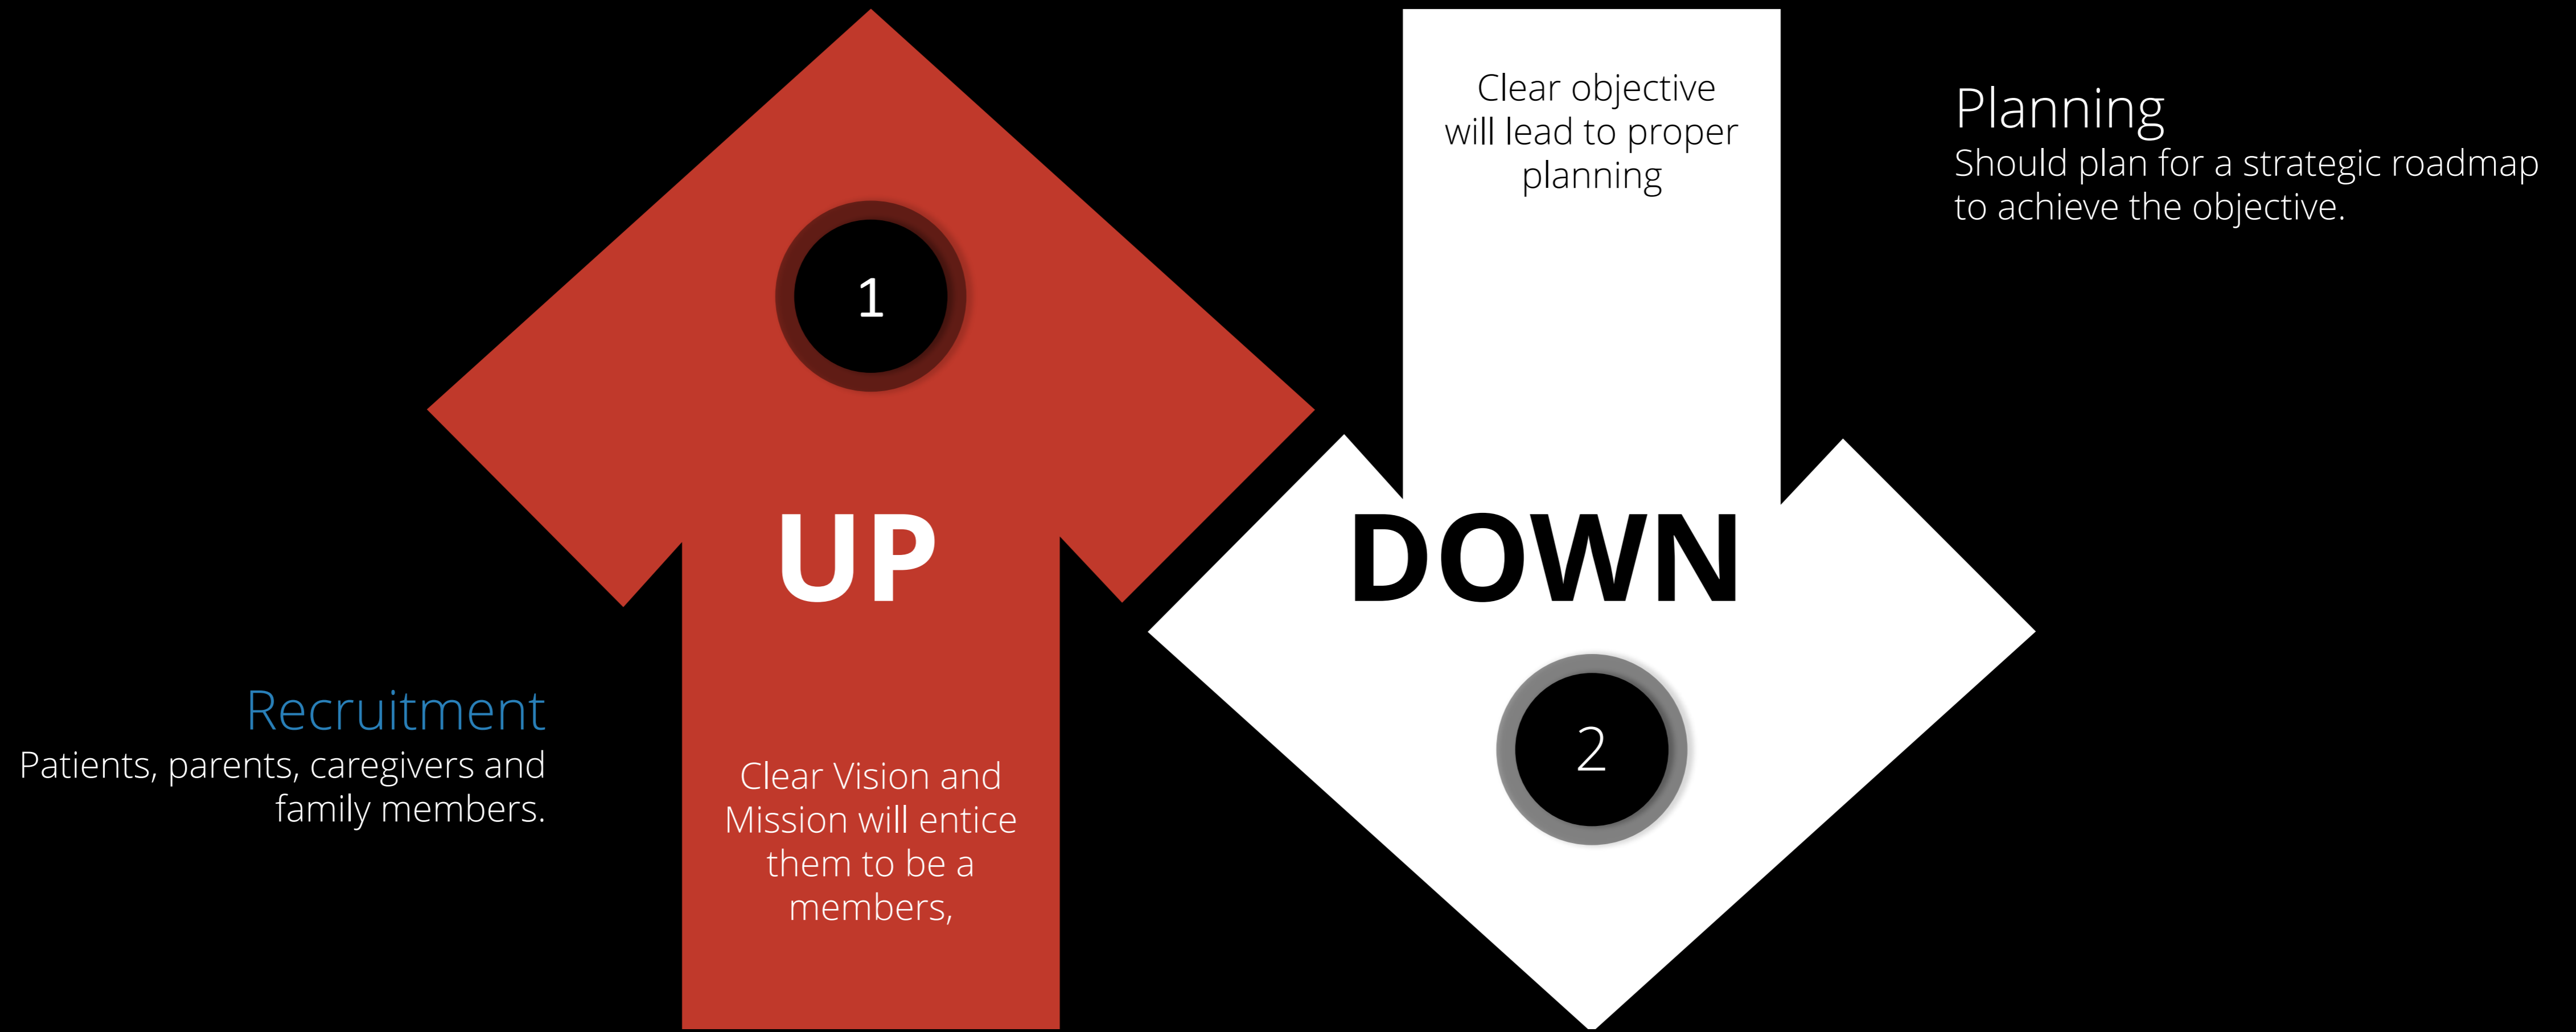 1
UP
Recruitment
Patients, parents, caregivers and
family members.
Clear Vision and
Mission will entice
them to be a
members,
Clear objective
will lead to proper
planning
DOWN
2
Planning
Should plan for a strategic roadmap
to achieve the objective.